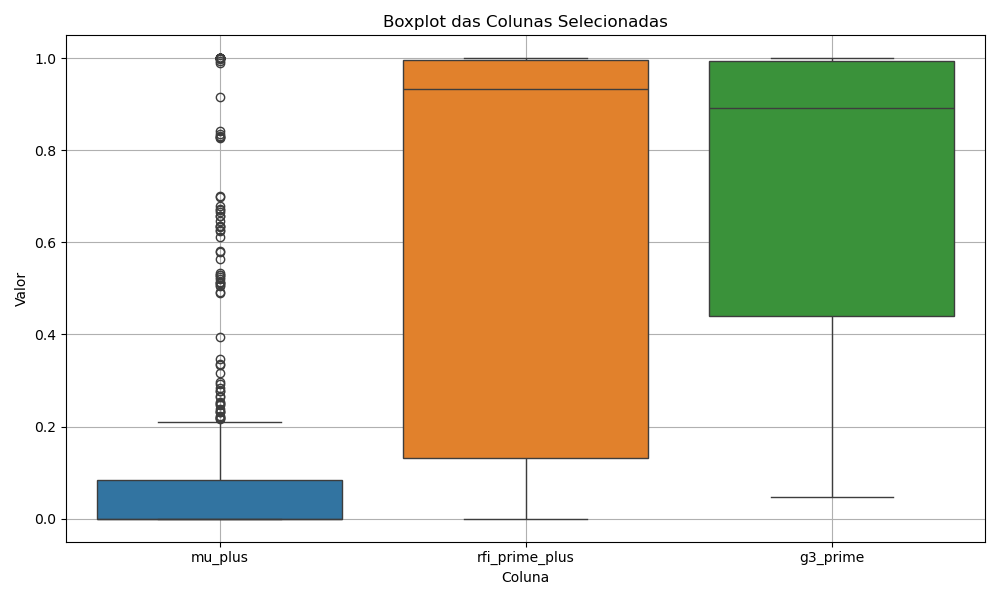 Boxplot das Colunas Selecionadas
Valor
1.0
0.8
0.6
0.4
0.2
0.0
mu_plus
rfi_prime_plus
g3_prime
Coluna